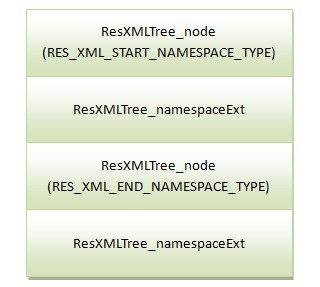 ResXMLTree_node
(RES_XML_START_NAMESPACE_TYPE)
ResXMLTree_namespaceExt
ResXMLTree_node
(RES_XML_END_NAMESPACE_TYPE)
ResXMLTree_namespaceExt